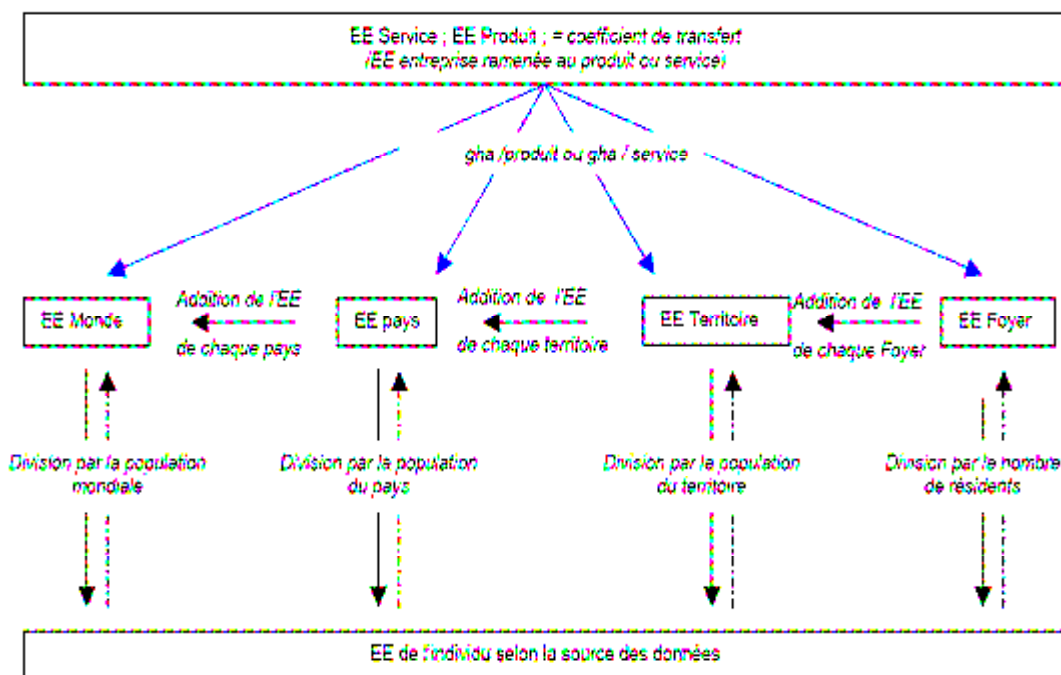 EE Service ; EE Produit ; = coefficient de transfert
(EE entreprise ramenée au produit ou service)
gha /produit ou gha / service
EE Monde
Addition de l'EE
de chaque pays
EE pays
Addition de l'EE
de chaque territoire
EE Territoire
Addition de l'EE
de chaque Foyer
EE Foyer
Division par la population
mondiale
Division par la population
du pays
Division par la population
du territoire
Division par le nombre
de résidents
EE de l'individu selon la source des données